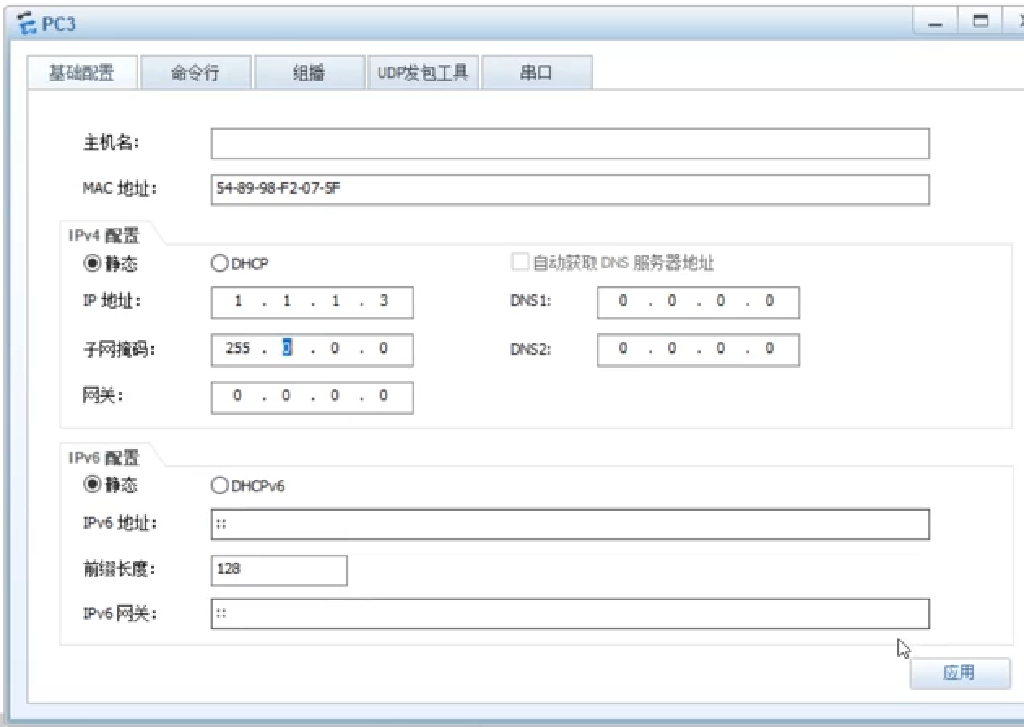 PC3
基础配置 命令行 组播 UDP发包工具 串口
主机名:
MAC 地址: 54-89-98-F2-07-5F
IPv4 配置
静态 DHCP 自动获取 DNS 服务器地址
IP 地址: 1 . 1 . 1 . 3 DNS1: 0 . 0 . 0 . 0
子网掩码: 255 . 0 . 0 . 0 DNS2: 0 . 0 . 0 . 0
网关: 0 . 0 . 0 . 0
IPv6 配置
静态 DHCPv6
IPv6 地址: ::
前缀长度: 128
IPv6 网关: ::
应用